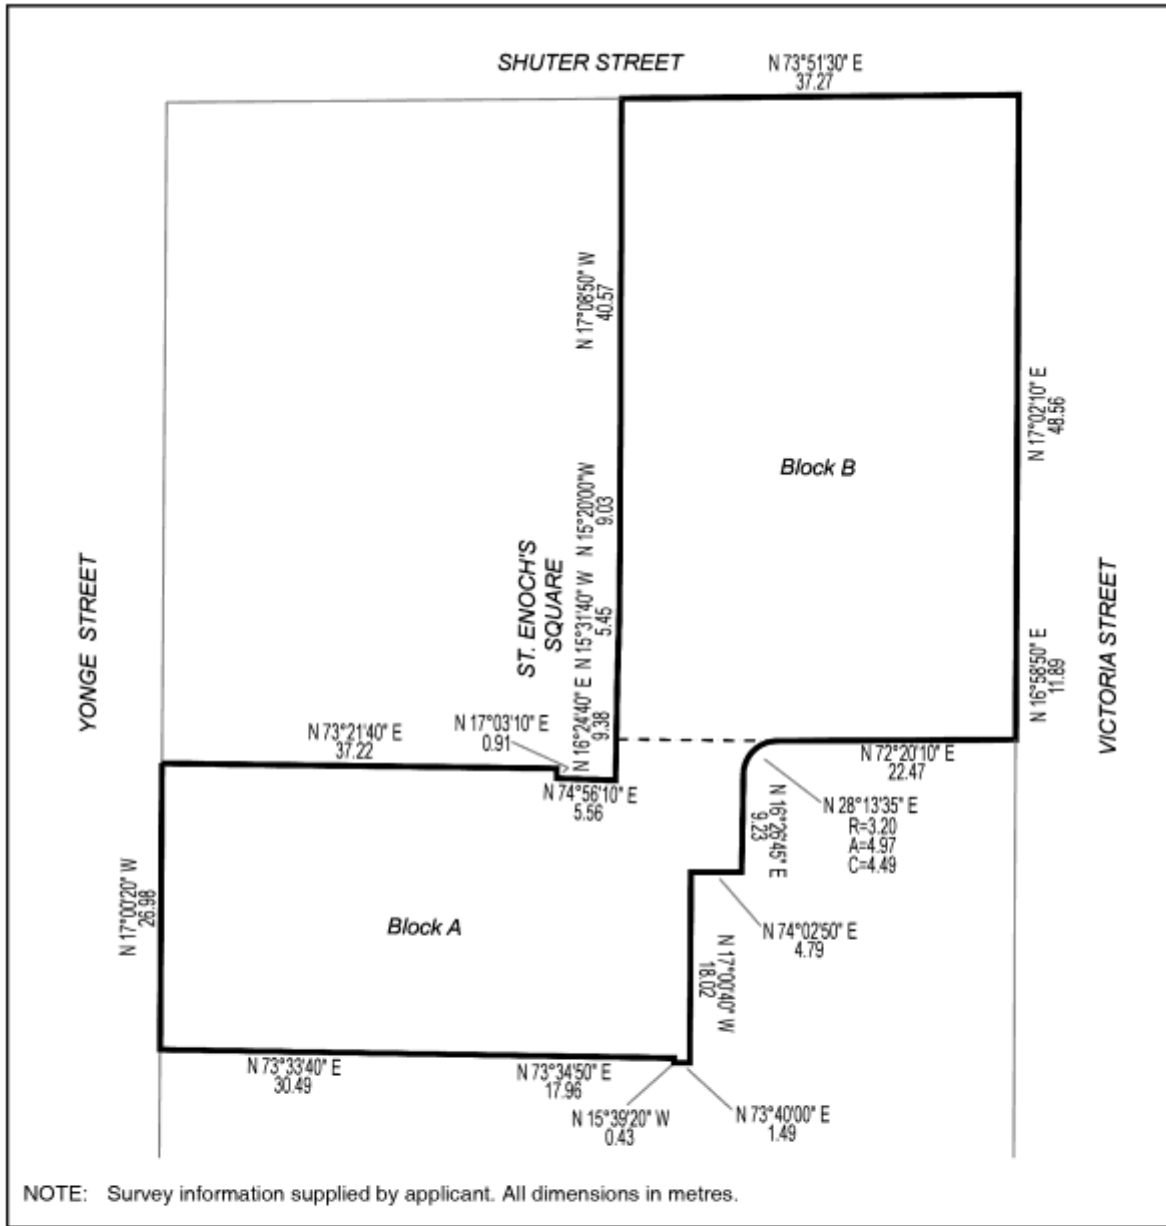 SHUTER STREET
N 73°51'30" E
37.27
N 17°08'50" W
40.57
N 17°02'10" E
48.56
Block B
N 15°20'00"W
9.03
ST. ENOCH'S
SQUARE
N 15°31'40" W
5.45
YONGE STREET
VICTORIA STREET
N 16°58'50" E
11.89
N 16°24'40" E
9.38
N 17°03'10" E
0.91
N 73°21'40" E
37.22
N 72°20'10" E
22.47
N 74°56'10" E
5.56
N 28°13'35" E
R=3.20
A=4.97
C=4.49
N 16°26'45" E
9.23
N 17°00'20" W
26.98
Block A
N 74°02'50" E
4.79
N 17°00'40" W
18.02
N 73°33'40" E
30.49
N 73°34'50" E
17.96
N 15°39'20" W
0.43
N 73°40'00" E
1.49
NOTE: Survey information supplied by applicant. All dimensions in metres.